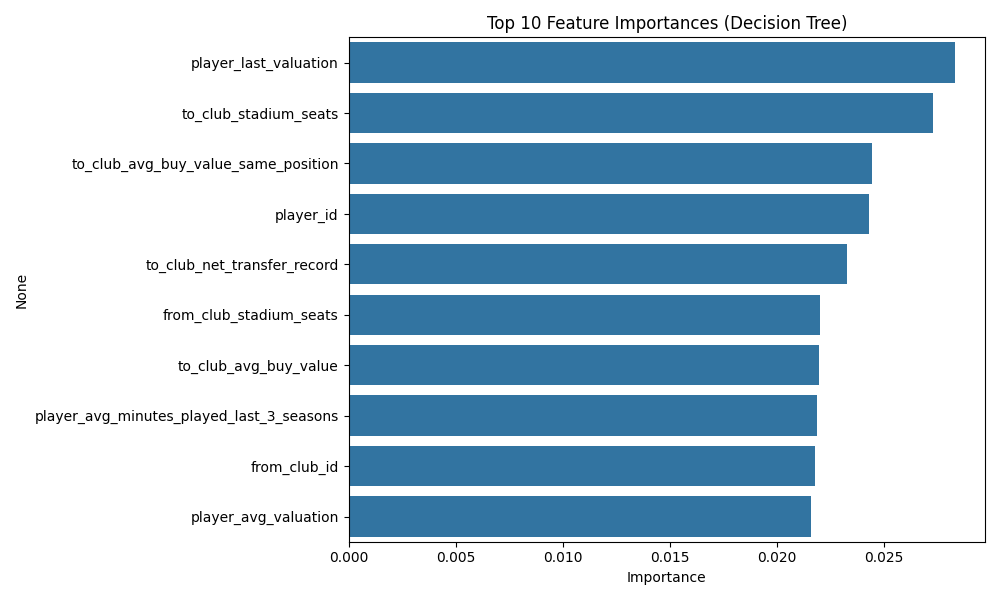 Top 10 Feature Importances (Decision Tree)
player_last_valuation
to_club_stadium_seats
to_club_avg_buy_value_same_position
player_id
to_club_net_transfer_record
from_club_stadium_seats
to_club_avg_buy_value
player_avg_minutes_played_last_3_seasons
from_club_id
player_avg_valuation
None
0.000 0.005 0.010 0.015 0.020 0.025
Importance